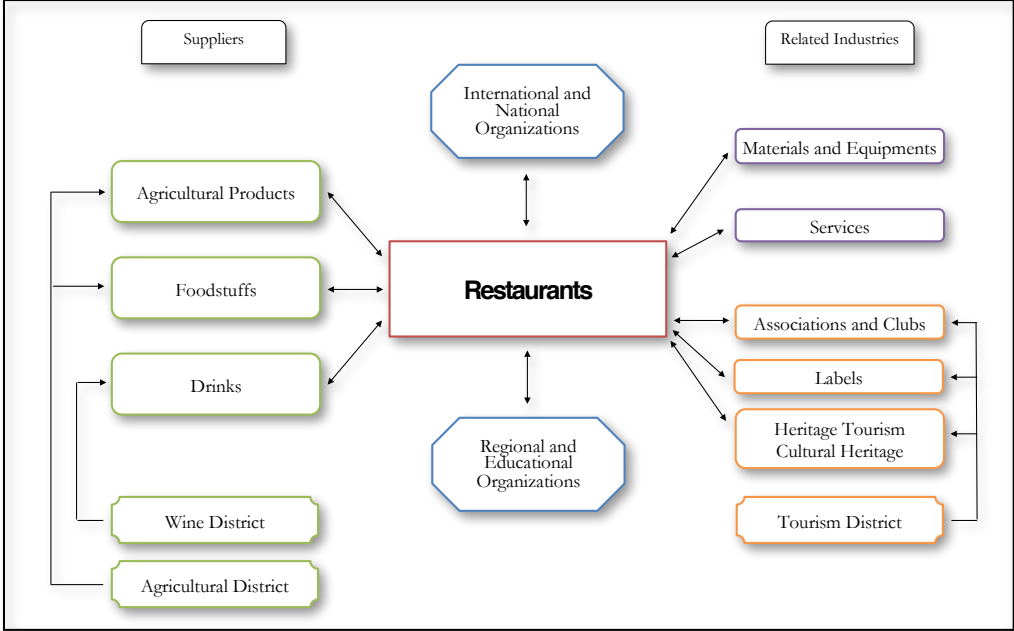 Suppliers
Related Industries
International and
National
Organizations
Materials and Equipments
Agricultural Products
Services
Foodstuffs
Restaurants
Associations and Clubs
Drinks
Labels
Heritage Tourism
Cultural Heritage
Regional and
Educational
Organizations
Wine District
Tourism District
Agricultural District